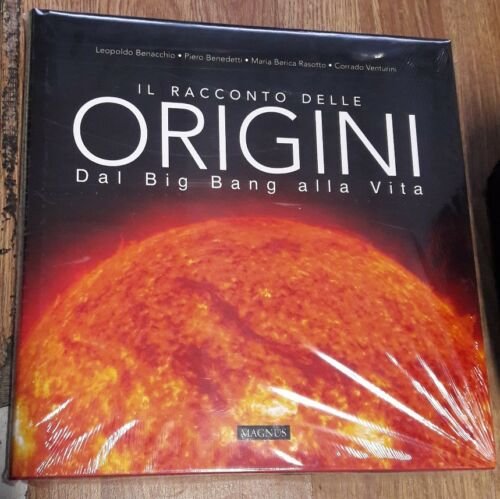 Leopoldo Benacchio • Piero Benedetti • Maria Berica Rasotto • Corrado Venturini
IL RACCONTO DELLE
ORIGINI
Dal Big Bang alla Vita
MAGNUS